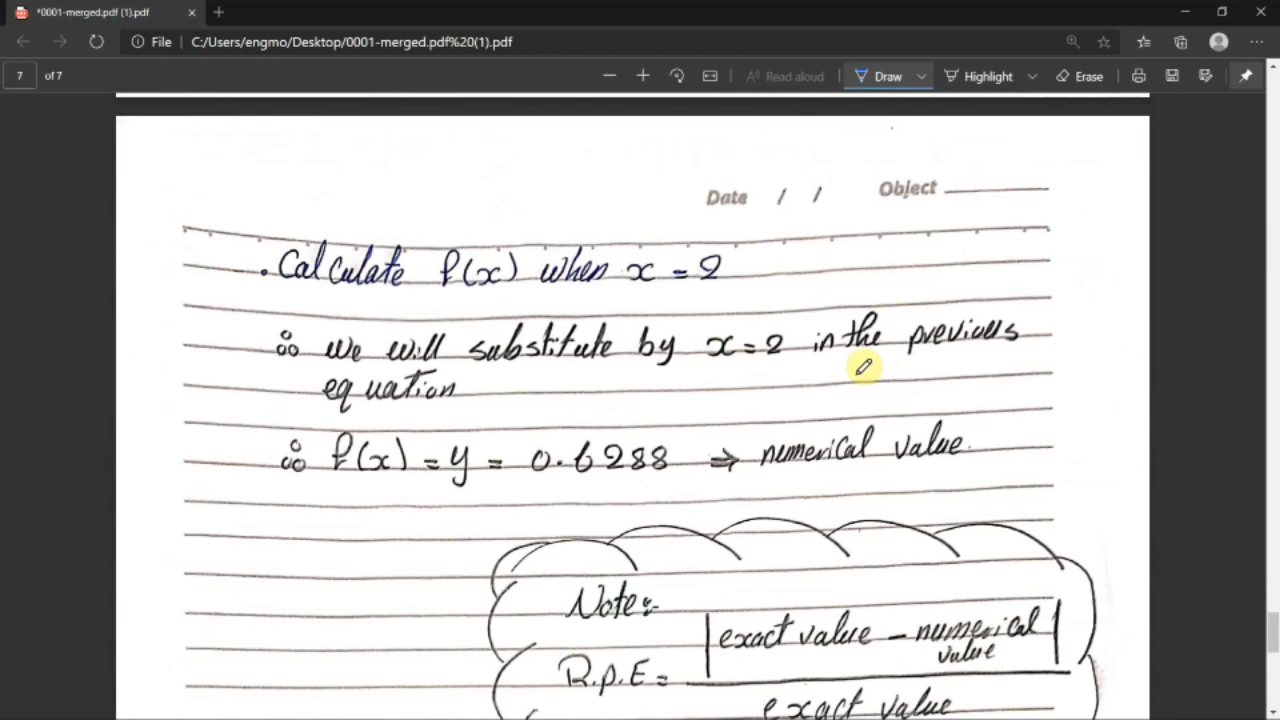 *0001-merged.pdf (1).pdf
File C:/Users/engmo/Desktop/0001-merged.pdf%20(1).pdf
7 of 7 Read aloud Draw Highlight Erase
Date / / Object
. Calculate f(x) when x = 2
∴ we will substitute by x = 2 in the previous
equation
∴ f(x) = y = 0.6288 ⇒ numerical value.
Note:-
R.p.E = |exact value - numerical value|
exact value